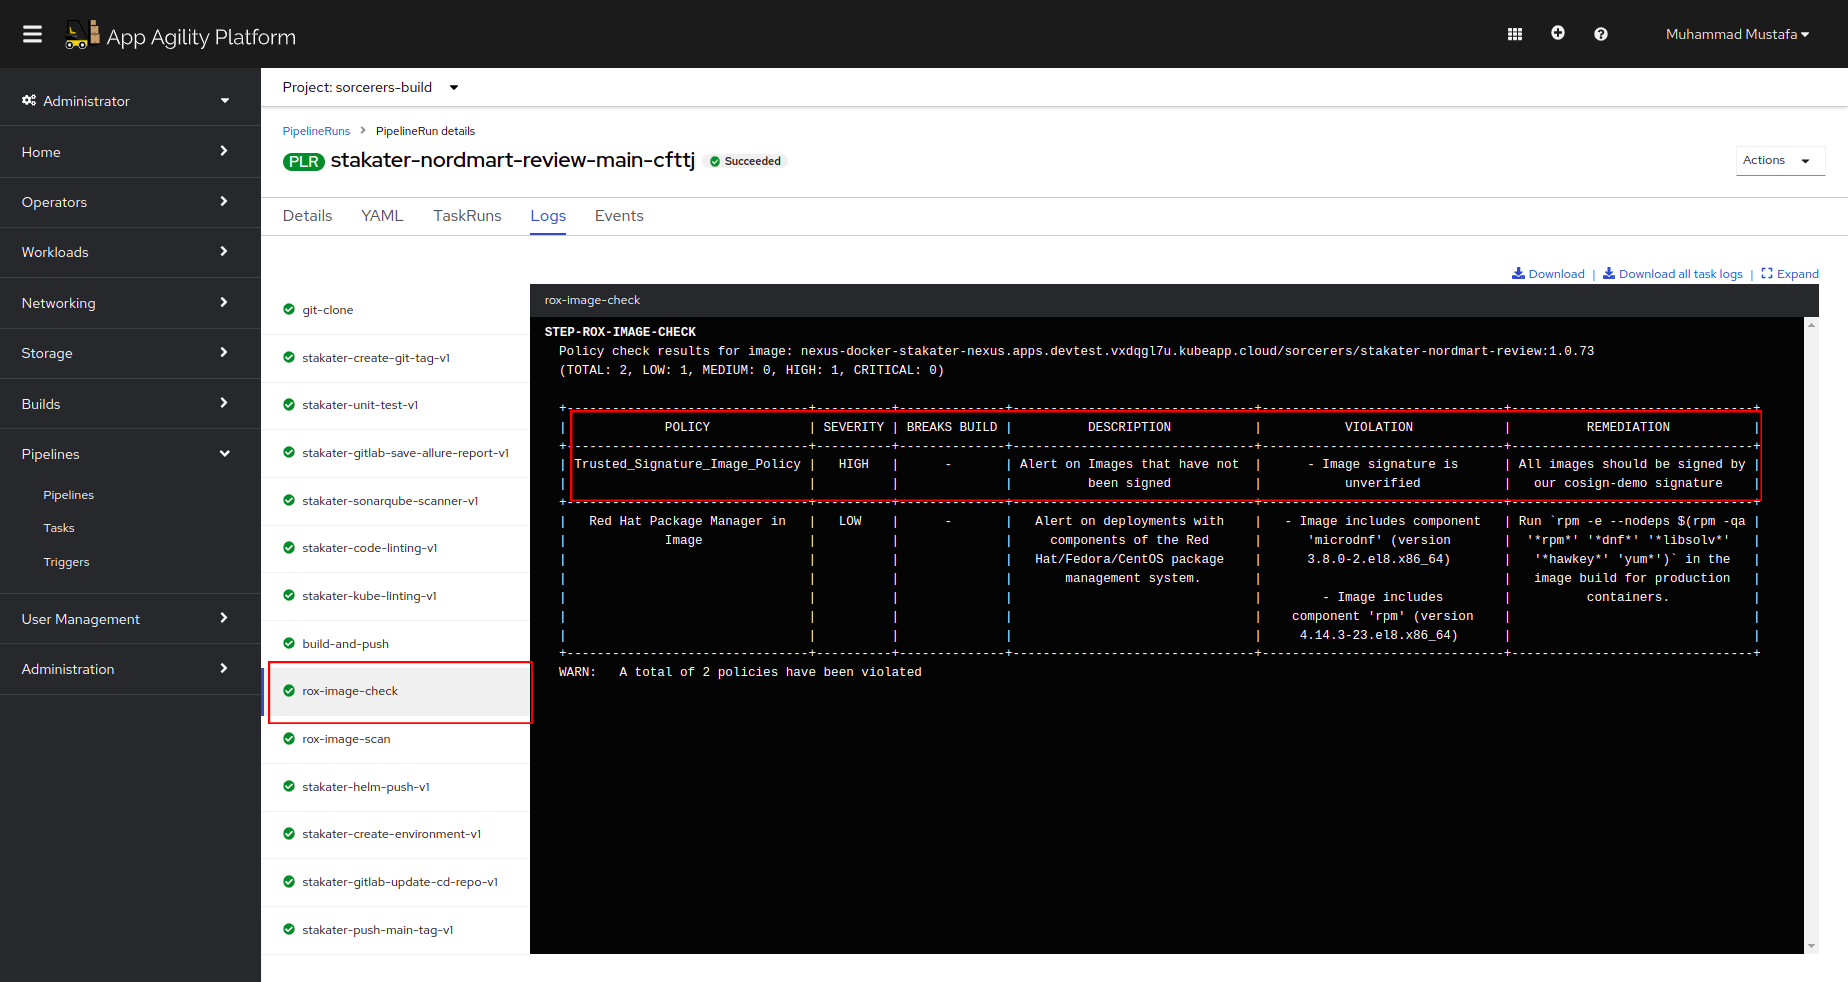 App Agility Platform
Muhammad Mustafa
Administrator
Home
Operators
Workloads
Networking
Storage
Builds
Pipelines
Pipelines
Tasks
Triggers
User Management
Administration
Project: sorcerers-build
PipelineRuns > PipelineRun details
PLR stakater-nordmart-review-main-cfttj Succeeded
Actions
Details YAML TaskRuns Logs Events
Download | Download all task logs | Expand
git-clone
stakater-create-git-tag-v1
stakater-unit-test-v1
stakater-gitlab-save-allure-report-v1
stakater-sonarqube-scanner-v1
stakater-code-linting-v1
stakater-kube-linting-v1
build-and-push
rox-image-check
rox-image-scan
stakater-helm-push-v1
stakater-create-environment-v1
stakater-gitlab-update-cd-repo-v1
stakater-push-main-tag-v1
rox-image-check
STEP-ROX-IMAGE-CHECK
Policy check results for image: nexus-docker-stakater-nexus.apps.devtest.vxdqgl7u.kubeapp.cloud/sorcerers/stakater-nordmart-review:1.0.73
(TOTAL: 2, LOW: 1, MEDIUM: 0, HIGH: 1, CRITICAL: 0)
+--------------------------------+----------+--------------+--------------------------------+--------------------------------+--------------------------------+
| POLICY | SEVERITY | BREAKS BUILD | DESCRIPTION | VIOLATION | REMEDIATION |
+--------------------------------+----------+--------------+--------------------------------+--------------------------------+--------------------------------+
| Trusted_Signature_Image_Policy | HIGH | - | Alert on Images that have not | - Image signature is | All images should be signed by |
| | | | been signed | unverified | our cosign-demo signature |
+--------------------------------+----------+--------------+--------------------------------+--------------------------------+--------------------------------+
| Red Hat Package Manager in | LOW | - | Alert on deployments with | - Image includes component | Run `rpm -e --nodeps $(rpm -qa |
| Image | | | components of the Red | 'microdnf' (version | '*rpm*' '*dnf*' '*libsolv*' |
| | | | Hat/Fedora/CentOS package | 3.8.0-2.el8.x86_64) | '*hawkey*' 'yum*')` in the |
| | | | management system. | | image build for production |
| | | | | - Image includes | containers. |
| | | | | component 'rpm' (version | |
| | | | | 4.14.3-23.el8.x86_64) | |
+--------------------------------+----------+--------------+--------------------------------+--------------------------------+--------------------------------+
WARN: A total of 2 policies have been violated